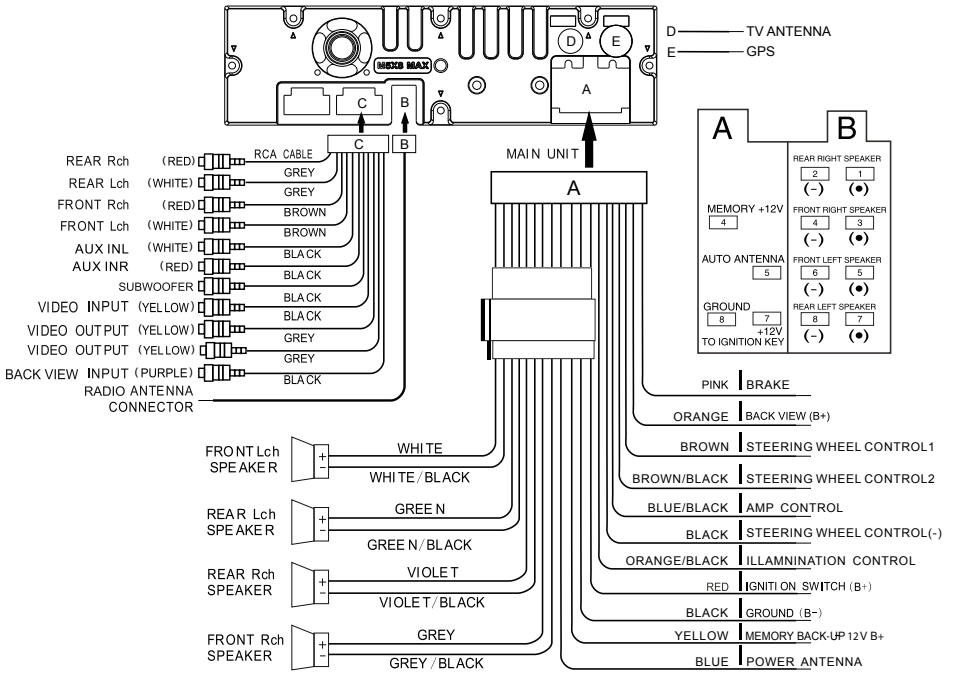 D TV ANTENNA
E GPS
D
E
M5X8 MAX
A
C
B
C
B
MAIN UNIT
A
REAR Rch (RED) RCA CABLE
GREY
REAR Lch (WHITE)
GREY
FRONT Rch (RED)
BROWN
FRONT Lch (WHITE)
BROWN
AUX INL (WHITE)
BLACK
AUX INR (RED)
BLACK
SUBWOOFER
BLACK
VIDEO INPUT (YELLOW)
BLACK
VIDEO OUTPUT (YELLOW)
GREY
VIDEO OUTPUT (YELLOW)
GREY
BACK VIEW INPUT (PURPLE)
BLACK
RADIO ANTENNA
CONNECTOR
A
B
REAR RIGHT SPEAKER
2 1
(-) (●)
MEMORY +12V
4
FRONT RIGHT SPEAKER
4 3
(-) (●)
AUTO ANTENNA
5
FRONT LEFT SPEAKER
6 5
(-) (●)
GROUND
8 7
+12V
TO IGNITION KEY
REAR LEFT SPEAKER
8 7
(-) (●)
FRONT Lch
SPEAKER
+
-
WHITE
WHITE/BLACK
REAR Lch
SPEAKER
+
-
GREEN
GREEN/BLACK
REAR Rch
SPEAKER
+
-
VIOLET
VIOLET/BLACK
FRONT Rch
SPEAKER
+
-
GREY
GREY/BLACK
PINK BRAKE
ORANGE BACK VIEW (B+)
BROWN STEERING WHEEL CONTROL1
BROWN/BLACK STEERING WHEEL CONTROL2
BLUE/BLACK AMP CONTROL
BLACK STEERING WHEEL CONTROL(-)
ORANGE/BLACK ILLAMNINATION CONTROL
RED IGNITION SWITCH (B+)
BLACK GROUND (B-)
YELLOW MEMORY BACK-UP 12V B+
BLUE POWER ANTENNA